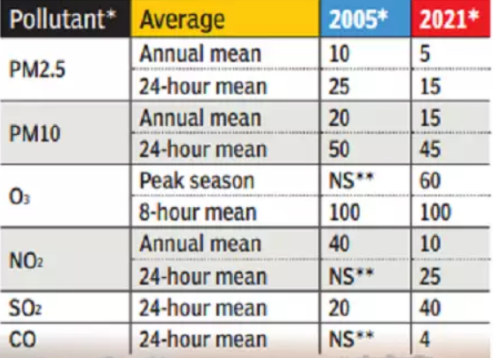 Pollutant* Average 2005* 2021*
PM2.5 Annual mean 10 5
24-hour mean 25 15
PM10 Annual mean 20 15
24-hour mean 50 45
O3 Peak season NS** 60
8-hour mean 100 100
NO2 Annual mean 40 10
24-hour mean NS** 25
SO2 24-hour mean 20 40
CO 24-hour mean NS** 4